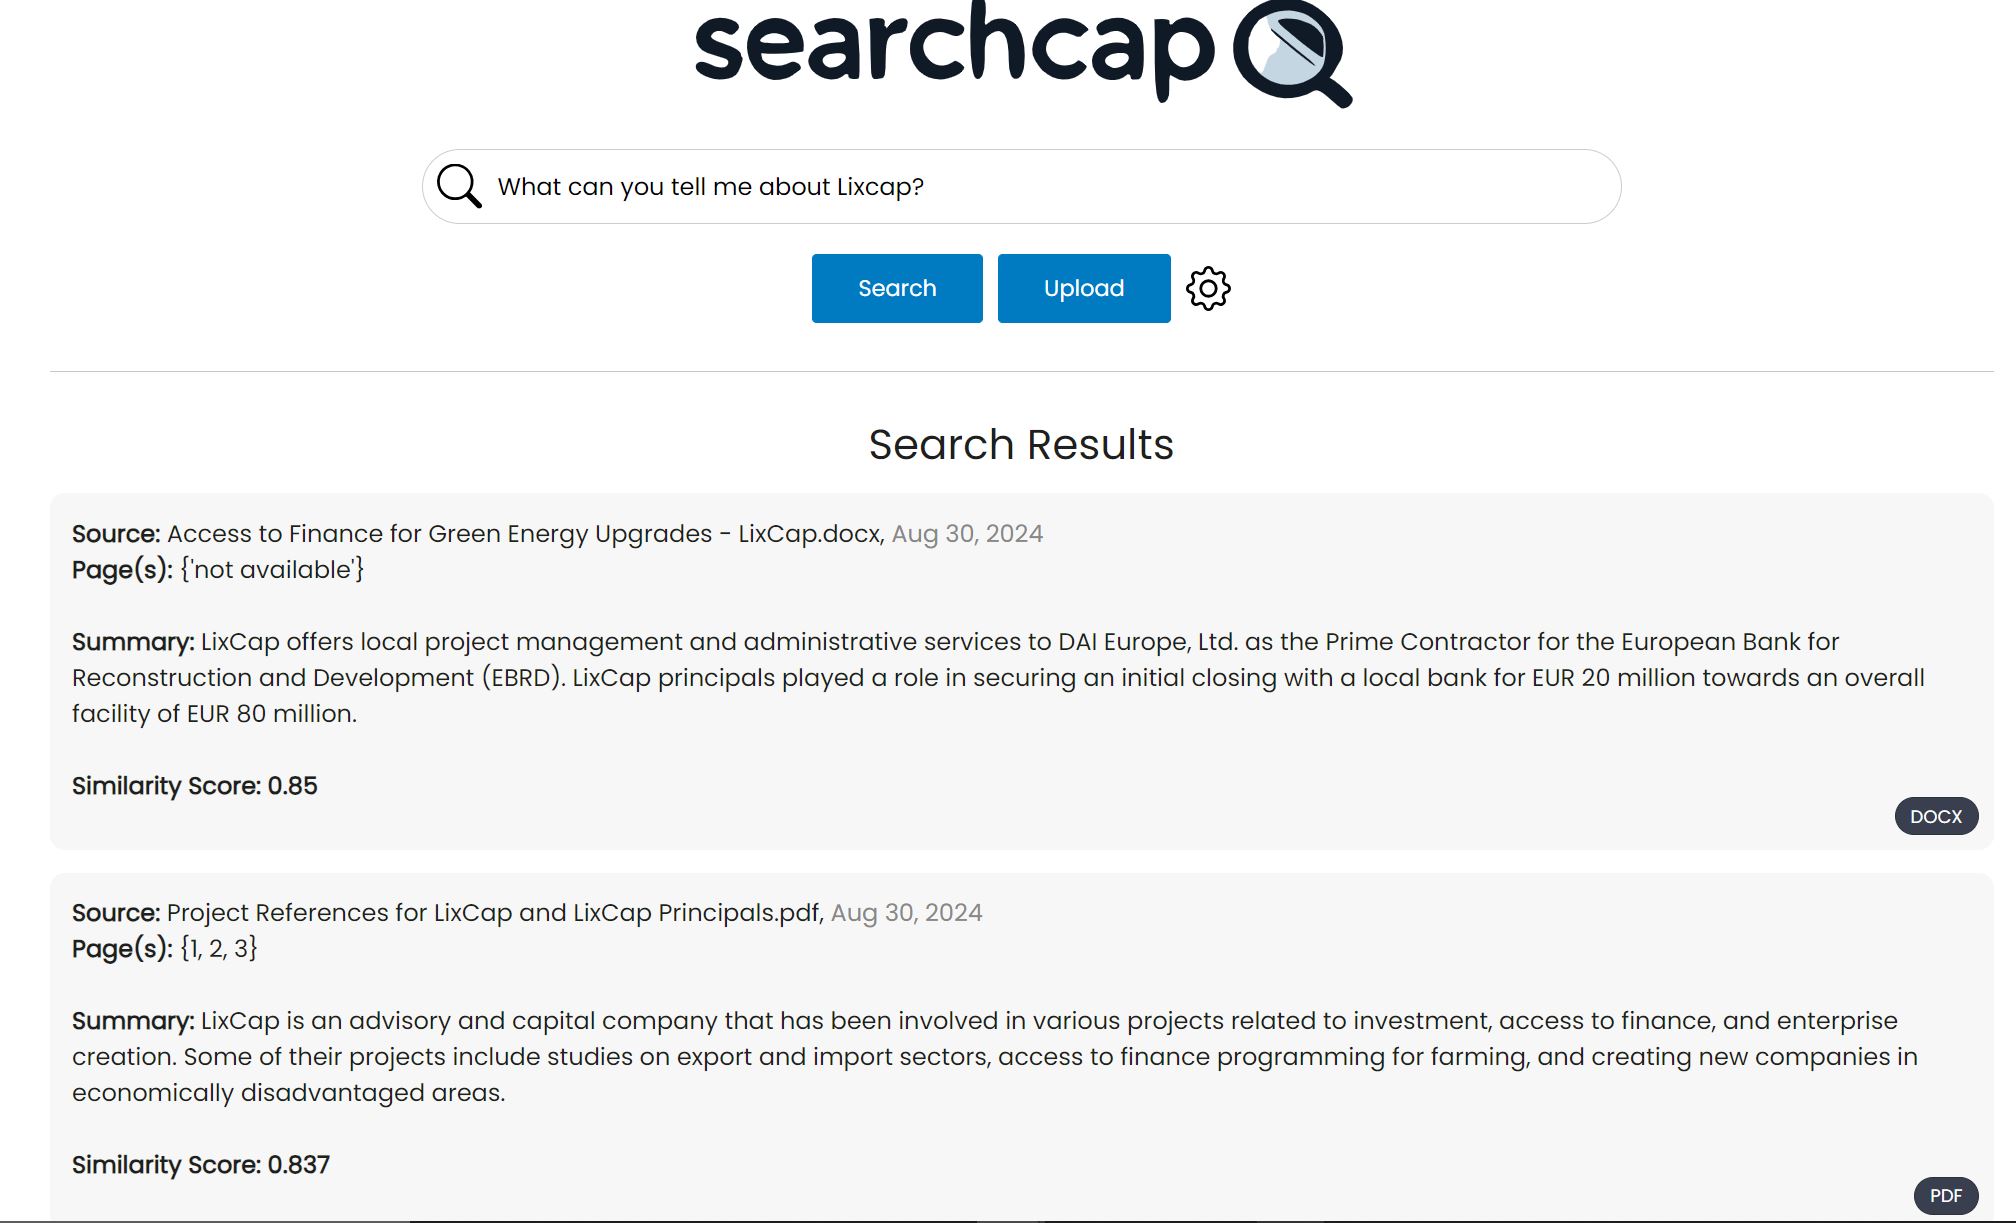 searchcap
What can you tell me about Lixcap?
Search Upload
Search Results
Source: Access to Finance for Green Energy Upgrades - LixCap.docx, Aug 30, 2024
Page(s): {'not available'}
Summary: LixCap offers local project management and administrative services to DAI Europe, Ltd. as the Prime Contractor for the European Bank for
Reconstruction and Development (EBRD). LixCap principals played a role in securing an initial closing with a local bank for EUR 20 million towards an overall
facility of EUR 80 million.
Similarity Score: 0.85
DOCX
Source: Project References for LixCap and LixCap Principals.pdf, Aug 30, 2024
Page(s): {1, 2, 3}
Summary: LixCap is an advisory and capital company that has been involved in various projects related to investment, access to finance, and enterprise
creation. Some of their projects include studies on export and import sectors, access to finance programming for farming, and creating new companies in
economically disadvantaged areas.
Similarity Score: 0.837
PDF